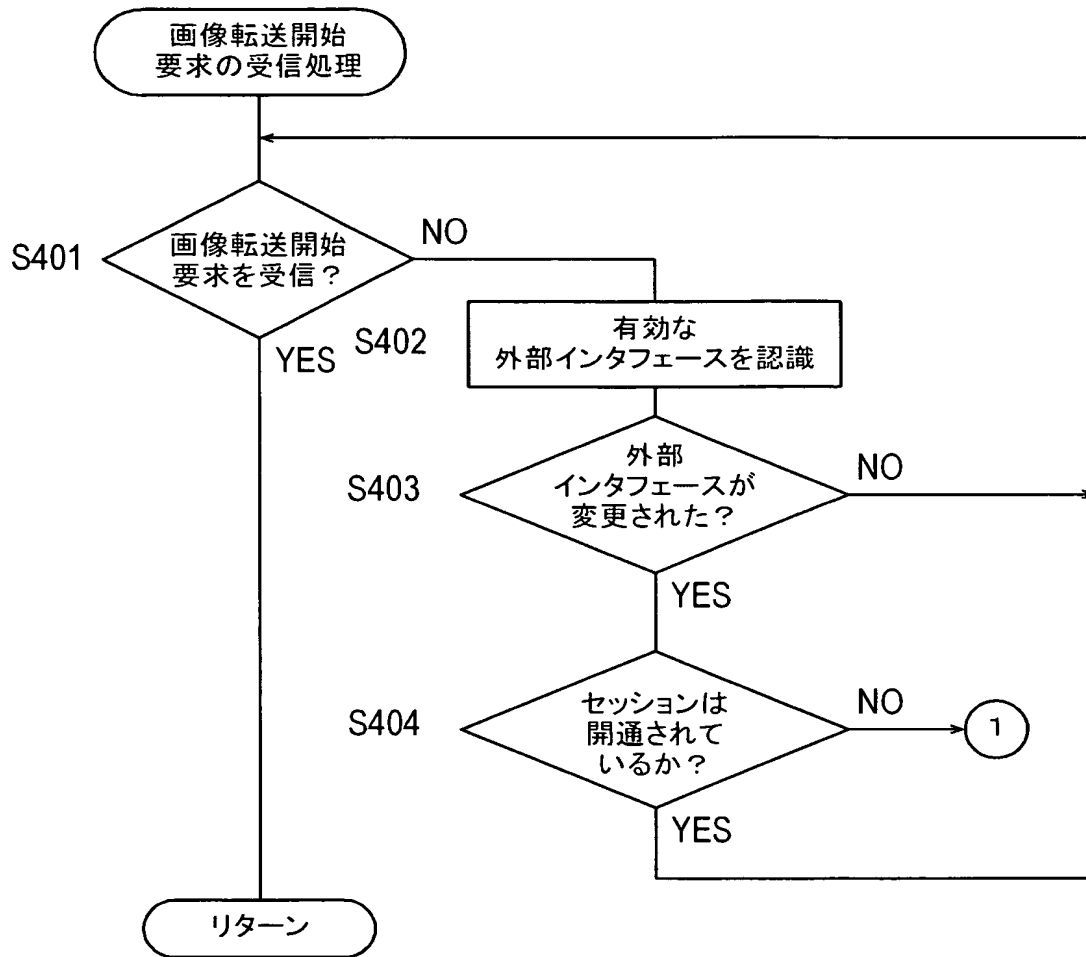 画像転送開始
要求の受信処理
S401
画像転送開始
要求を受信？
NO
YES
S402
有効な
外部インタフェースを認識
S403
外部
インタフェースが
変更された？
NO
YES
S404
セッションは
開通されて
いるか？
NO
1
YES
リターン